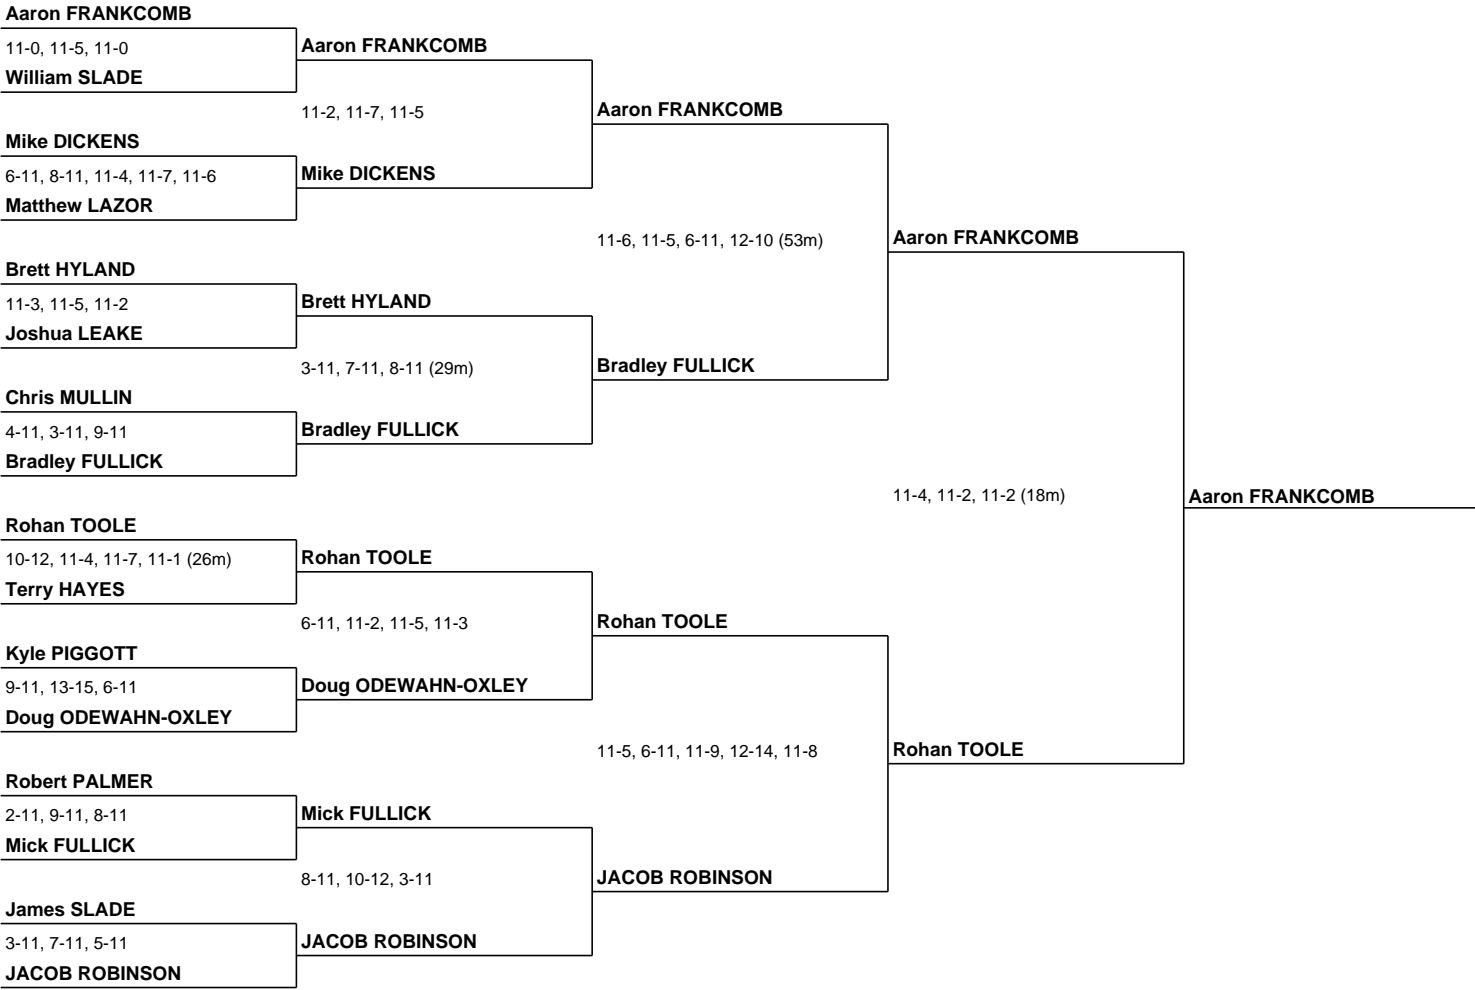 Aaron FRANKCOMB
11-0, 11-5, 11-0
William SLADE
Mike DICKENS
6-11, 8-11, 11-4, 11-7, 11-6
Matthew LAZOR
Brett HYLAND
11-3, 11-5, 11-2
Joshua LEAKE
Chris MULLIN
4-11, 3-11, 9-11
Bradley FULLICK
Rohan TOOLE
10-12, 11-4, 11-7, 11-1 (26m)
Terry HAYES
Kyle PIGGOTT
9-11, 13-15, 6-11
Doug ODEWAHN-OXLEY
Robert PALMER
2-11, 9-11, 8-11
Mick FULLICK
James SLADE
3-11, 7-11, 5-11
JACOB ROBINSON
Aaron FRANKCOMB
11-2, 11-7, 11-5
Mike DICKENS
Brett HYLAND
3-11, 7-11, 8-11 (29m)
Bradley FULLICK
Rohan TOOLE
6-11, 11-2, 11-5, 11-3
Doug ODEWAHN-OXLEY
Mick FULLICK
8-11, 10-12, 3-11
JACOB ROBINSON
Aaron FRANKCOMB
11-6, 11-5, 6-11, 12-10 (53m)
Bradley FULLICK
Rohan TOOLE
11-5, 6-11, 11-9, 12-14, 11-8
JACOB ROBINSON
Aaron FRANKCOMB
11-4, 11-2, 11-2 (18m)
Rohan TOOLE
Aaron FRANKCOMB